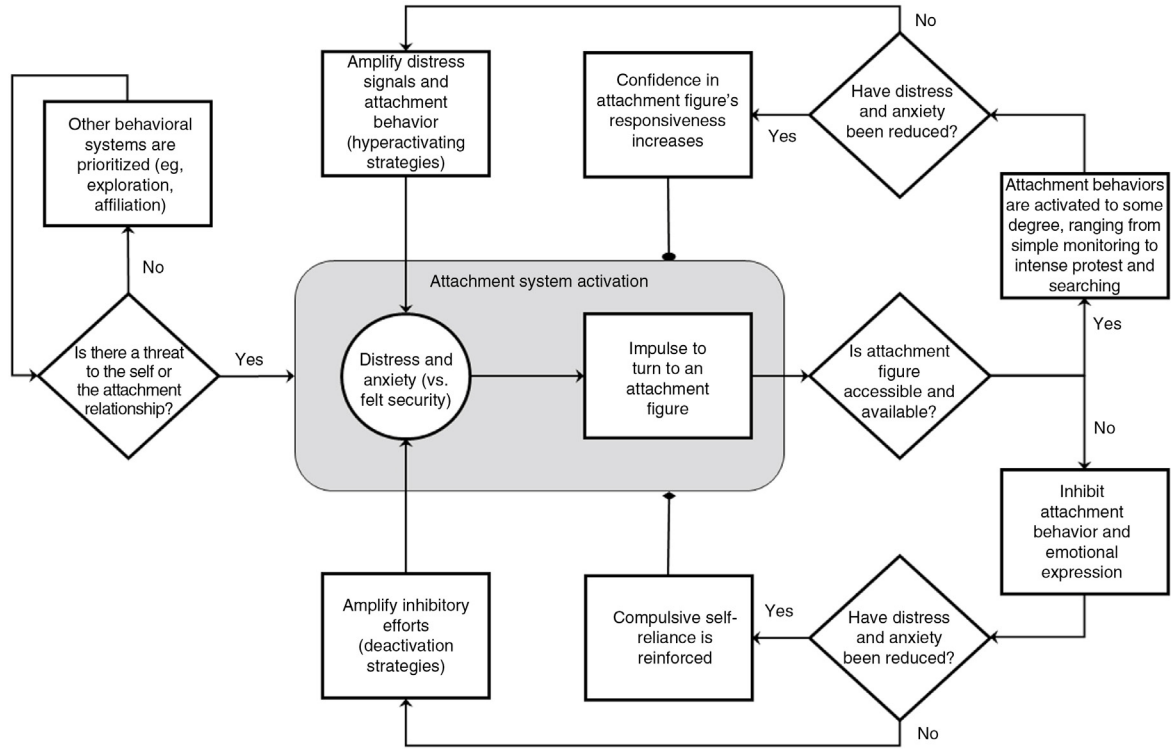 No
Amplify distress
signals and
attachment
behavior
(hyperactivating
strategies)
Confidence in
attachment figure's
responsiveness
increases
Yes
Have distress
and anxiety
been reduced?
Other behavioral
systems are
prioritized (eg,
exploration,
affiliation)
Attachment behaviors
are activated to some
degree, ranging from
simple monitoring to
intense protest and
searching
No
Attachment system activation
Is there a threat
to the self or
the attachment
relationship?
Yes
Distress and
anxiety (vs.
felt security)
Impulse to
turn to an
attachment
figure
Is attachment
figure
accessible and
available?
Yes
No
Inhibit
attachment
behavior and
emotional
expression
Amplify inhibitory
efforts
(deactivation
strategies)
Compulsive self-
reliance is
reinforced
Yes
Have distress
and anxiety
been reduced?
No